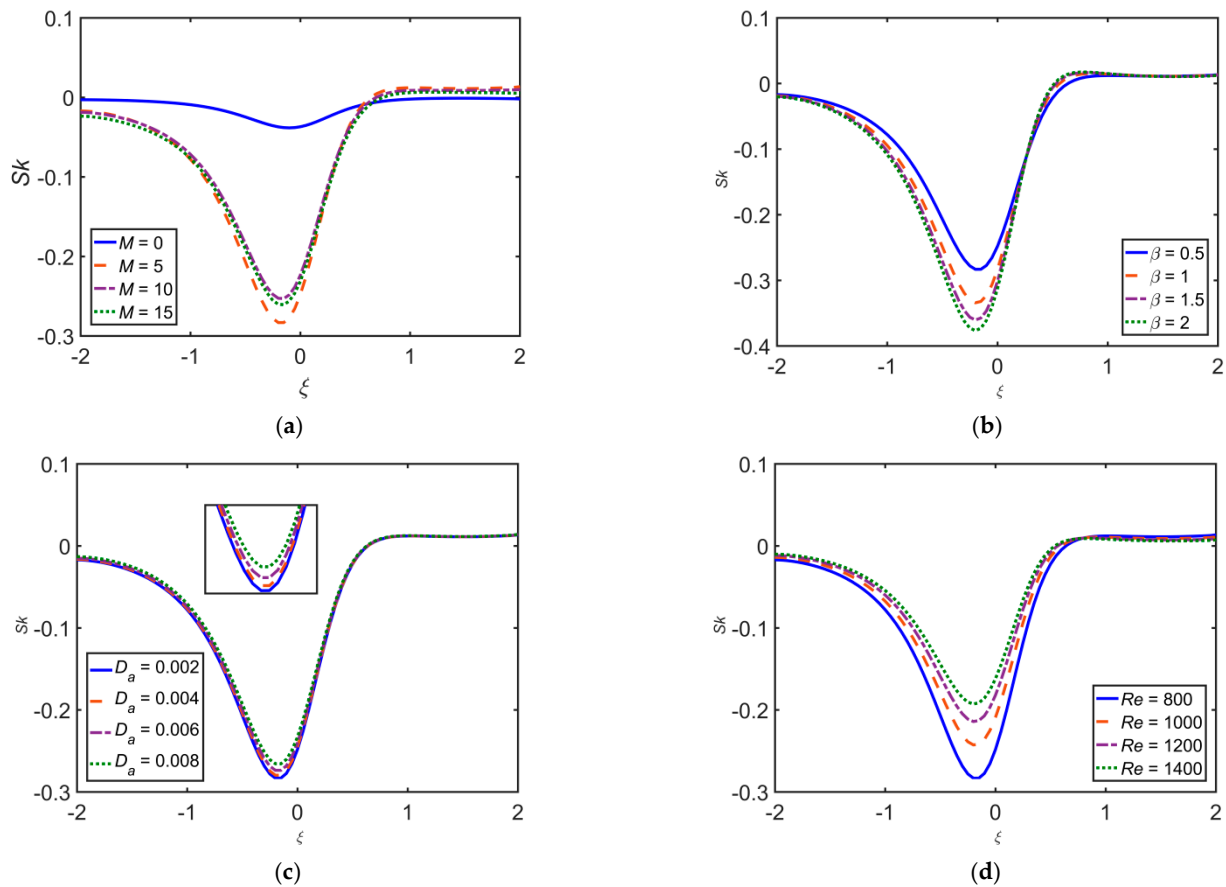 0.1
0
-0.1
-0.2
-0.3
-2
-1
0
1
2
Sk
ξ
M = 0
M = 5
M = 10
M = 15
(a)
0.1
0
-0.1
-0.2
-0.3
-0.4
-2
-1
0
1
2
Sk
ξ
β = 0.5
β = 1
β = 1.5
β = 2
(b)
0.1
0
-0.1
-0.2
-0.3
-2
-1
0
1
2
Sk
ξ
Da = 0.002
Da = 0.004
Da = 0.006
Da = 0.008
(c)
0.1
0
-0.1
-0.2
-0.3
-2
-1
0
1
2
Sk
ξ
Re = 800
Re = 1000
Re = 1200
Re = 1400
(d)